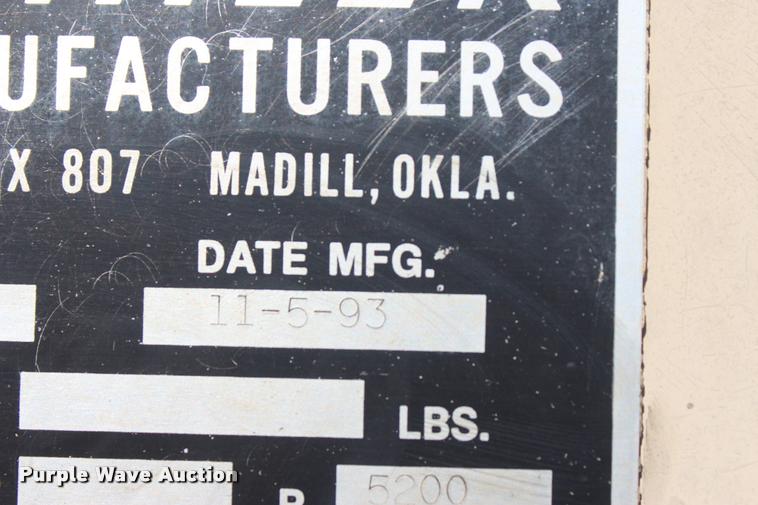 UFACTURERS
X 807 MADILL, OKLA.
DATE MFG.
11-5-93
LBS.
5200
Purple Wave Auction